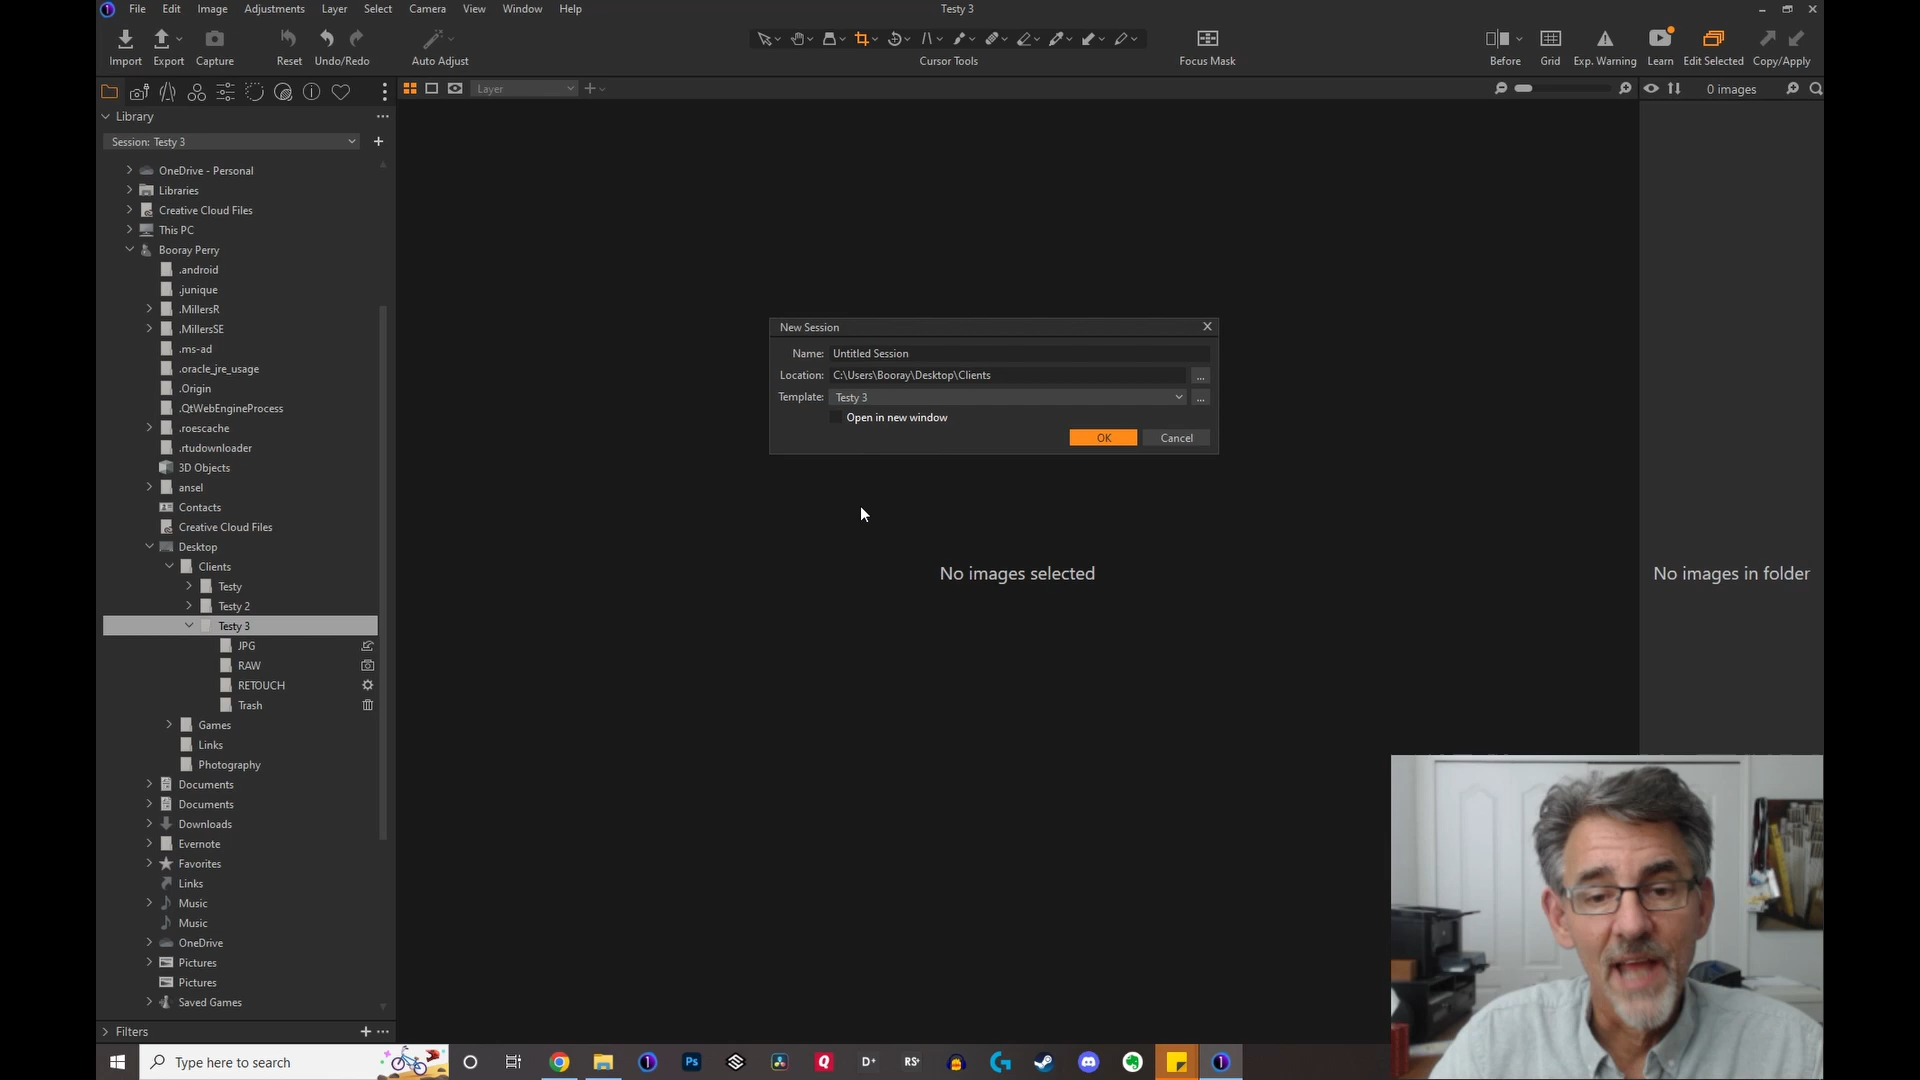 File Edit Image Adjustments Layer Select Camera View Window Help
Testy 3
Import Export Capture Reset Undo/Redo Auto Adjust
Cursor Tools
Focus Mask
Before Grid Exp. Warning Learn Edit Selected Copy/Apply
Library
Layer
0 images
Session: Testy 3
OneDrive - Personal
Libraries
Creative Cloud Files
This PC
Booray Perry
.android
.junique
.MillersR
.MillersSE
.ms-ad
.oracle_jre_usage
.Origin
.QtWebEngineProcess
.roescache
.rtudownloader
3D Objects
ansel
Contacts
Creative Cloud Files
Desktop
Clients
Testy
Testy 2
Testy 3
JPG
RAW
RETOUCH
Trash
Games
Links
Photography
Documents
Documents
Downloads
Evernote
Favorites
Links
Music
Music
OneDrive
Pictures
Pictures
Saved Games
Filters
New Session
Name: Untitled Session
Location: C:\Users\Booray\Desktop\Clients ...
Template: Testy 3 ...
Open in new window
OK Cancel
No images selected
No images in folder
Type here to search
Ps
Q
D+
RS+